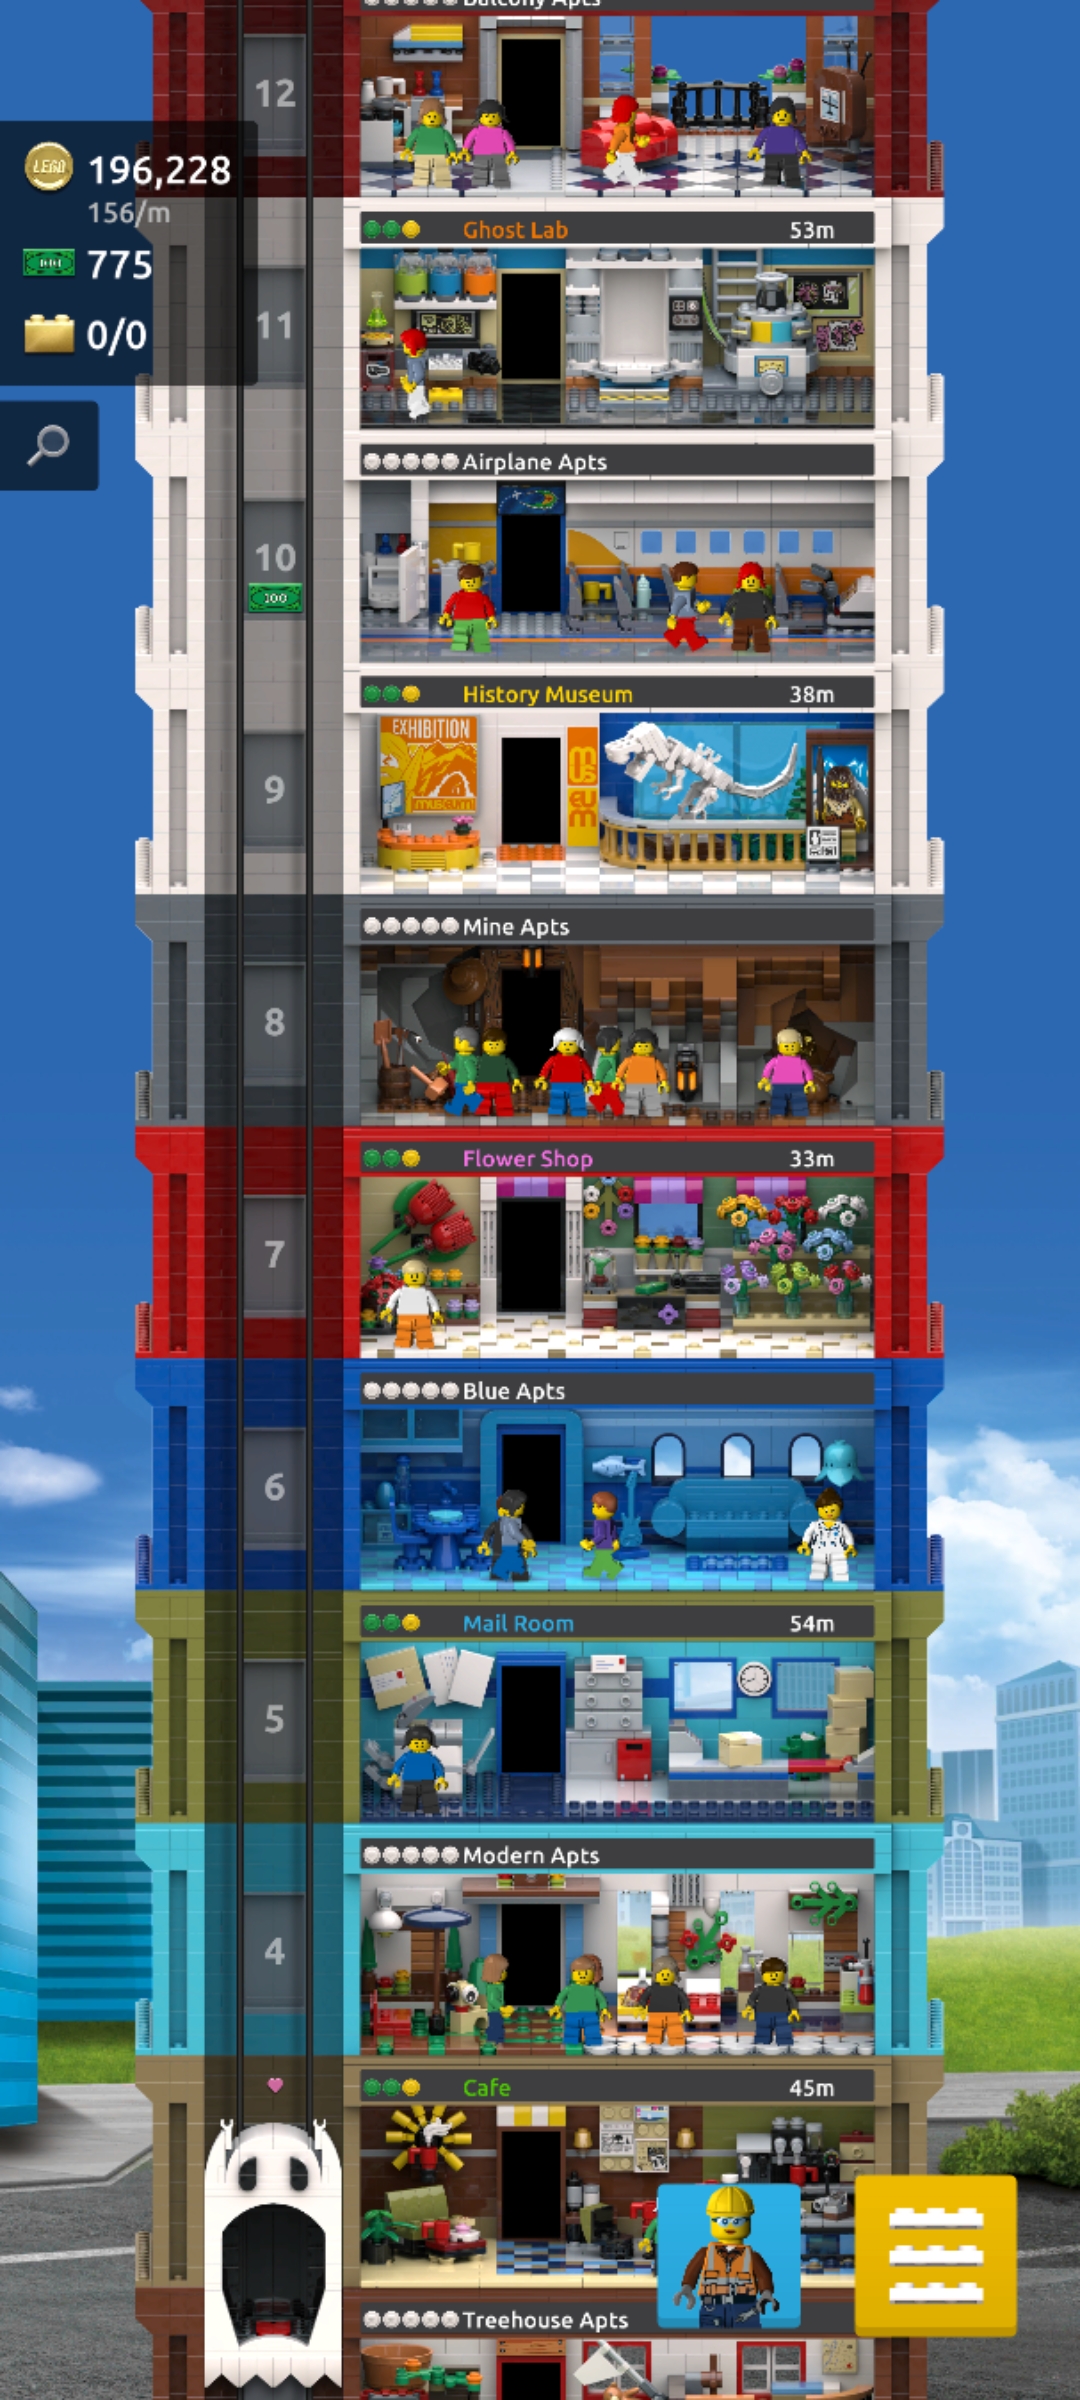 Balcony Apts
12
LEGO
196,228
156/m
775
0/0
Ghost Lab 53m
11
Airplane Apts
10
100
History Museum 38m
EXHIBITION
museum
MUSEUM
9
Mine Apts
8
Flower Shop 33m
7
Blue Apts
6
Mail Room 54m
5
Modern Apts
4
Cafe 45m
Treehouse Apts